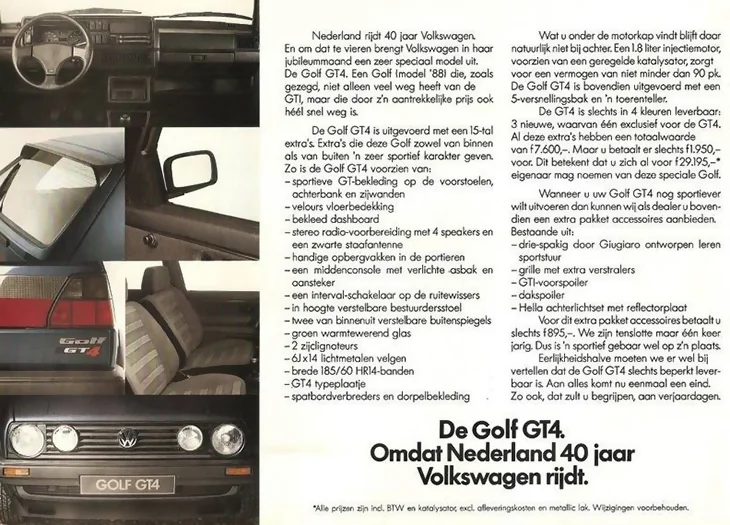 Nederland rijdt 40 jaar Volkswagen.
En om dat te vieren brengt Volkswagen in haar
jubileummaand een zeer speciaal model uit.
De Golf GT4. Een Golf (model '88) die, zoals
gezegd, niet alleen veel weg heeft van de
GTI, maar die door z'n aantrekkelijke prijs ook
héél snel weg is.
De Golf GT4 is uitgevoerd met een 15-tal
extra's. Extra's die deze Golf zowel van binnen
als van buiten 'n zeer sportief karakter geven.
Zo is de Golf GT4 voorzien van:
– sportieve GT-bekleding op de voorstoelen,
achterbank en zijwanden
– velours vloerbedekking
– bekleed dashboard
– stereo radio-voorbereiding met 4 speakers en
een zwarte staafantenne
– handige opbergvakken in de portieren
– een middenconsole met verlichte asbak en
aansteker
– een interval-schakelaar op de ruitewissers
– in hoogte verstelbare bestuurdersstoel
– twee van binnenuit verstelbare buitenspiegels
– groen warmtewerend glas
– 2 zijclignoteurs
– 6J x 14 lichtmetalen velgen
– brede 185/60 HR14-banden
– GT4 typeplaatje
– spatbordverbreders en dorpelbekleding
Wat u onder de motorkap vindt blijft daar
natuurlijk niet bij achter. Een 1.8 liter injectiemotor,
voorzien van een geregelde katalysator, zorgt
voor een vermogen van niet minder dan 90 pk.
De Golf GT4 is bovendien uitgevoerd met een
5-versnellingsbak en 'n toerenteller.
De GT4 is slechts in 4 kleuren leverbaar:
3 nieuwe, waarvan één exclusief voor de GT4.
Al deze extra's hebben een totaalwaarde
van f 7.600,–. Maar u betaalt er slechts f 1.950,–
voor. Dit betekent dat u zich al voor f 29.195,–*
eigenaar mag noemen van deze speciale Golf.
Wanneer u uw Golf GT4 nog sportiever
wilt uitvoeren dan kunnen wij als dealer u boven-
dien een extra pakket accessoires aanbieden.
Bestaande uit:
– drie-spakig door Giugiaro ontworpen leren
sportstuur
– grille met extra verstralers
– GTI-voorspoiler
– dakspoiler
– Hella achterlichtset met reflectorplaat
Voor dit extra pakket accessoires betaalt u
slechts f 895,–. We zijn tenslotte maar één keer
jarig. Dus is 'n sportief gebaar wel op z'n plaats.
Eerlijkheidshalve moeten we er wel bij
vertellen dat de Golf GT4 slechts beperkt lever-
baar is. Aan alles komt nu eenmaal een eind.
Zo ook, dat zult u begrijpen, aan verjaardagen.
Golf
GT4
GOLF GT4
De Golf GT4.
Omdat Nederland 40 jaar
Volkswagen rijdt.
*Alle prijzen zijn incl. BTW en katalysator, excl. afleveringskosten en metallic lak. Wijzigingen voorbehouden.